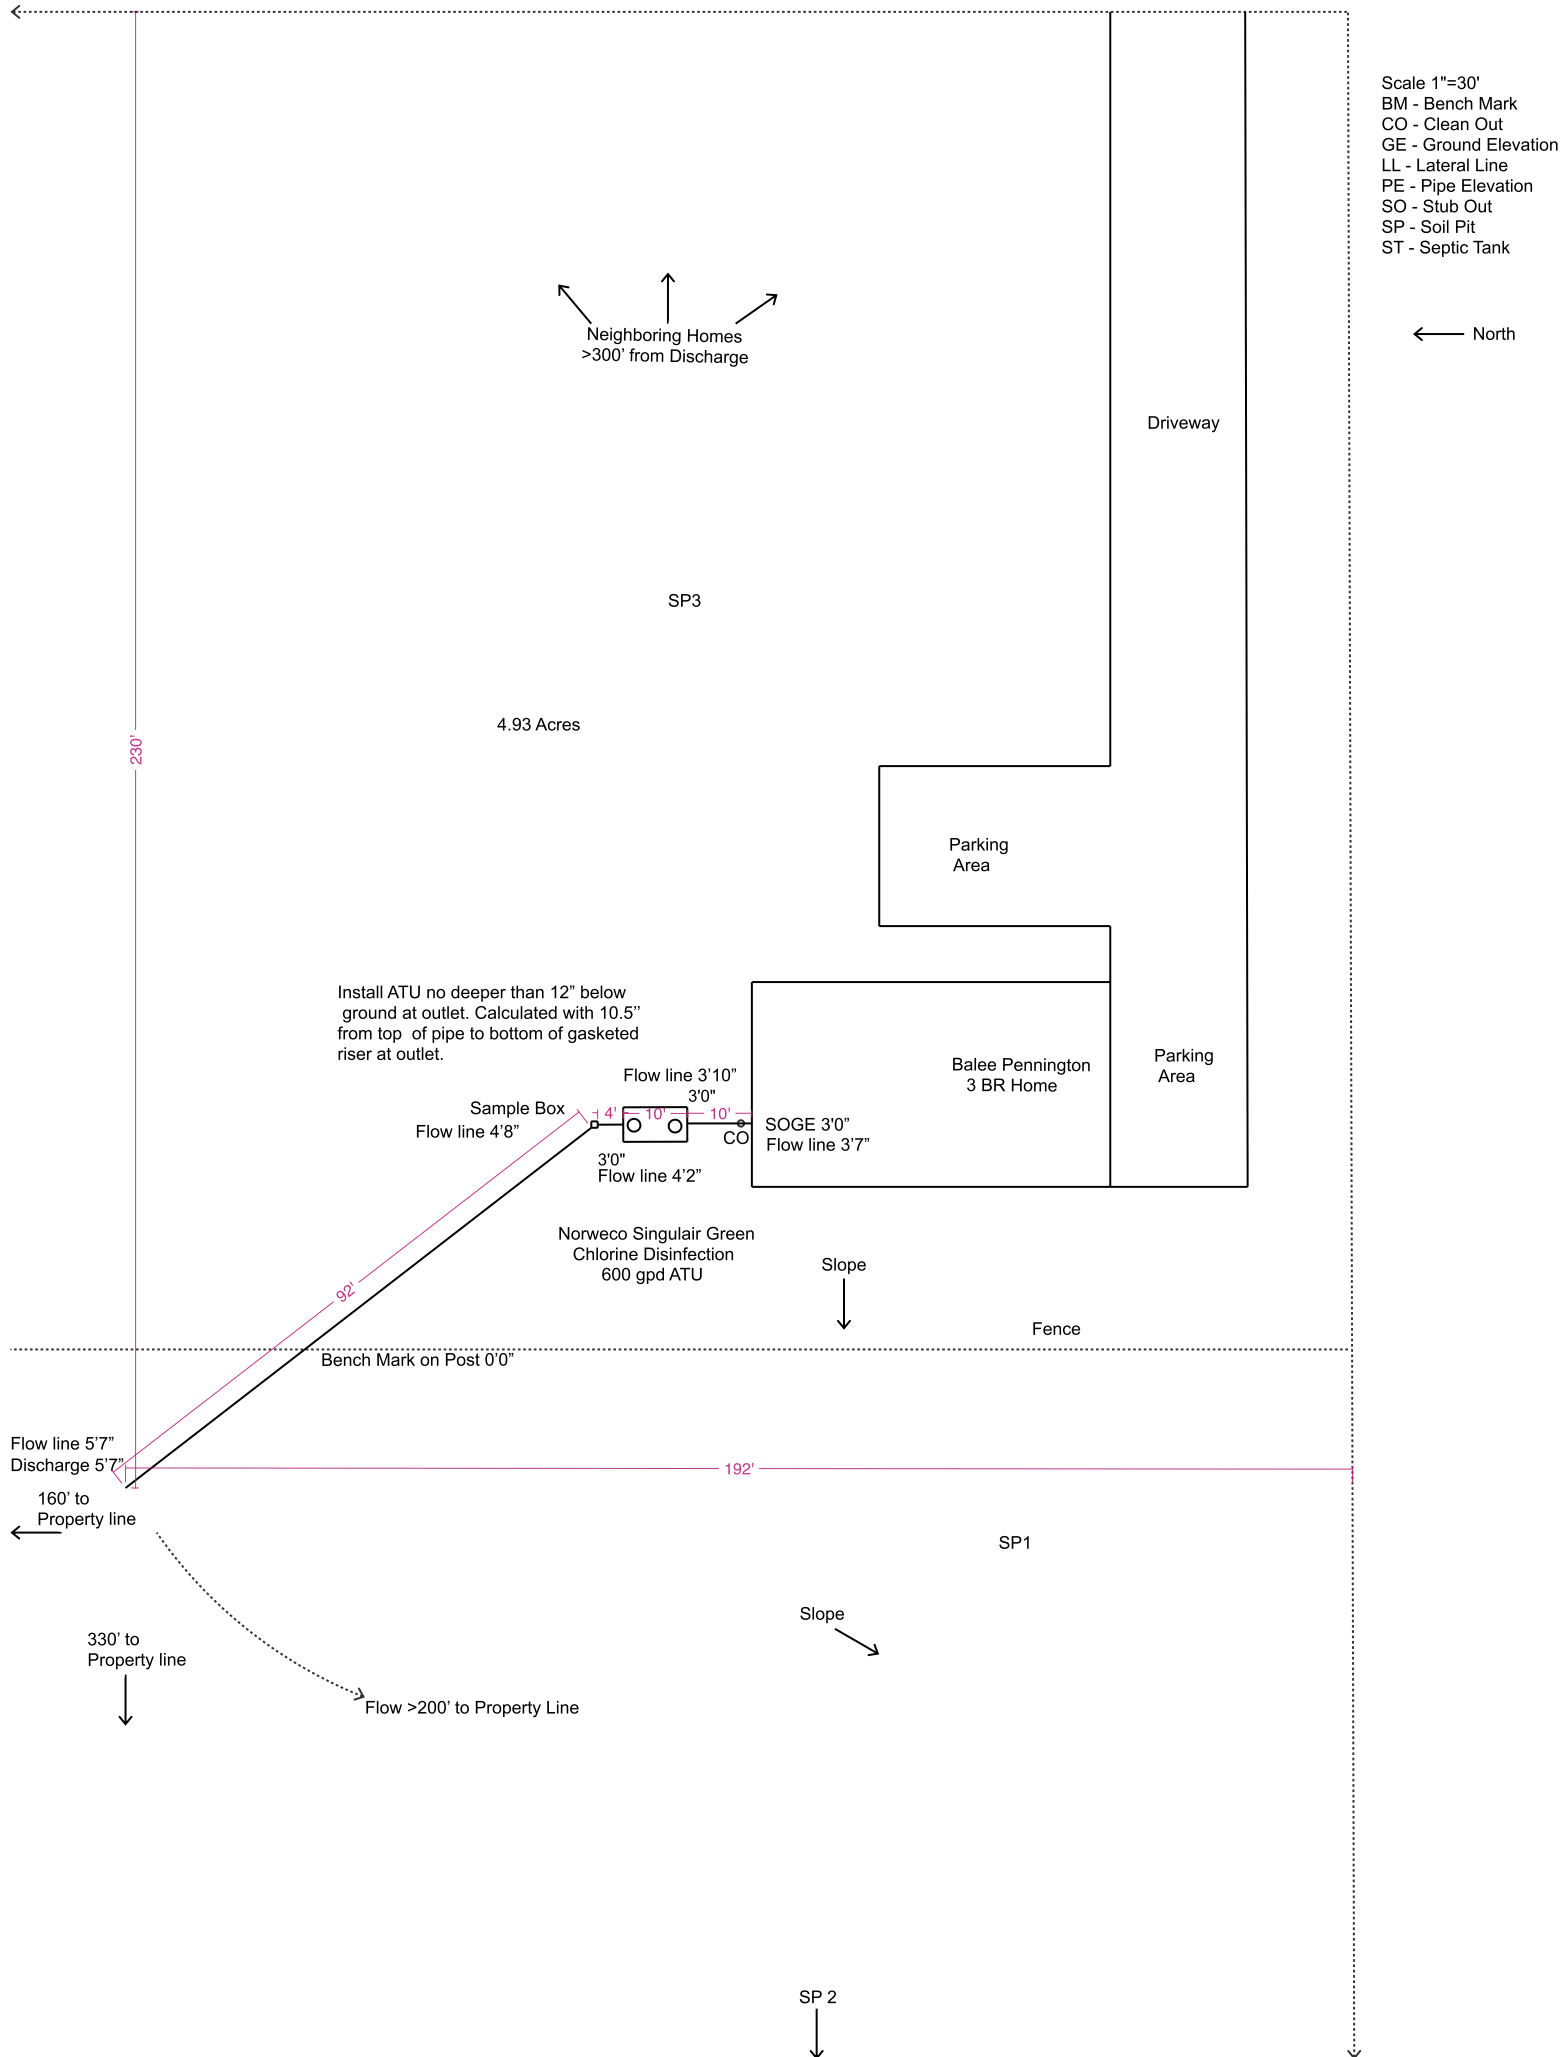 Scale 1"=30'
BM - Bench Mark
CO - Clean Out
GE - Ground Elevation
LL - Lateral Line
PE - Pipe Elevation
SO - Stub Out
SP - Soil Pit
ST - Septic Tank
North
Neighboring Homes
>300’ from Discharge
Driveway
SP3
4.93 Acres
230'
Parking
Area
Install ATU no deeper than 12” below
ground at outlet. Calculated with 10.5’’
from top of pipe to bottom of gasketed
riser at outlet.
Balee Pennington
3 BR Home
Parking
Area
Flow line 3’10”
3'0"
Sample Box
4'
10'
10'
Flow line 4’8”
CO
SOGE 3'0”
Flow line 3’7”
3'0"
Flow line 4’2”
Norweco Singulair Green
Chlorine Disinfection
600 gpd ATU
Slope
92'
Fence
Bench Mark on Post 0’0”
Flow line 5’7”
Discharge 5’7”
192'
160’ to
Property line
SP1
Slope
330’ to
Property line
Flow >200’ to Property Line
SP 2